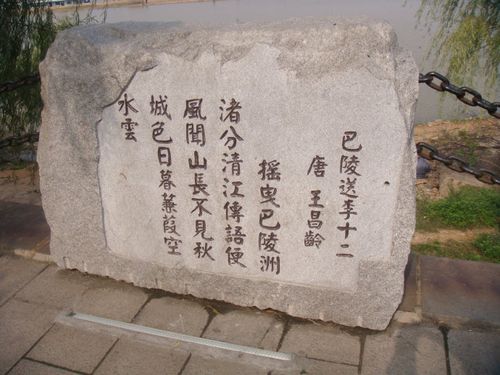 巴陵送李十二
唐 王昌齡
摇曳巴陵洲
渚分清江傳語便
風聞山長不見秋
城色日暮蒹葭空
水雲